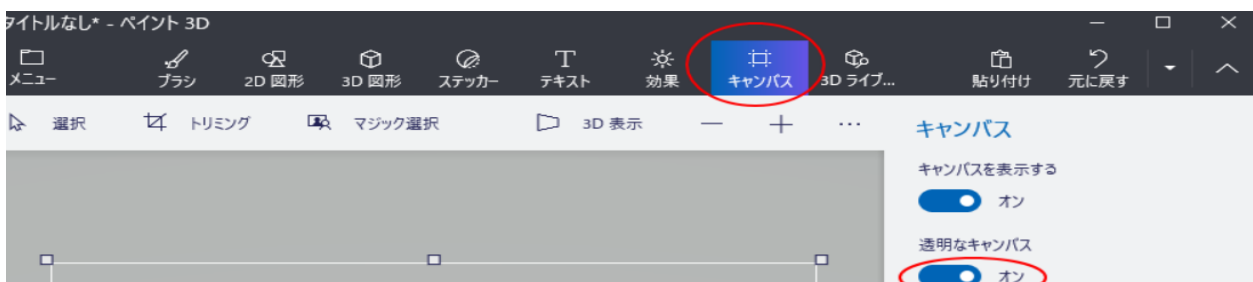 タイトルなし* - ペイント 3D
メニュー ブラシ 2D 図形 3D 図形 ステッカー テキスト 効果 キャンバス 3D ライブ... 貼り付け 元に戻す
選択 トリミング マジック選択 3D 表示 キャンバス
キャンバスを表示する
オン
透明なキャンバス
オン